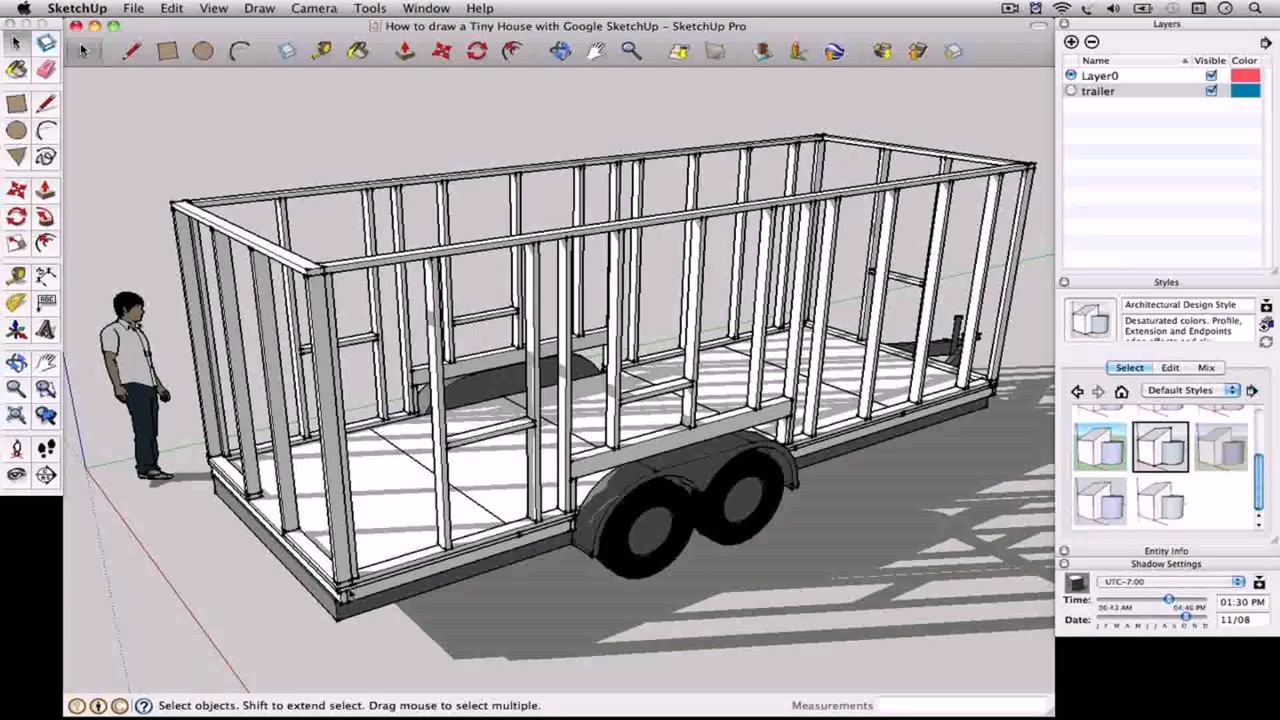 SketchUp File Edit View Draw Camera Tools Window Help
How to draw a Tiny House with Google SketchUp - SketchUp Pro
Layers
Name Visible Color
Layer0
trailer
Styles
Architectural Design Style
Desaturated colors. Profile,
Extension and Endpoints
Select Edit Mix
Default Styles
Entity Info
Shadow Settings
UTC-7:00
Time: 06:43 AM 04:46 PM 01:30 PM
Date: J F M A M J J A S O N D 11/08
ABC
Select objects. Shift to extend select. Drag mouse to select multiple.
Measurements